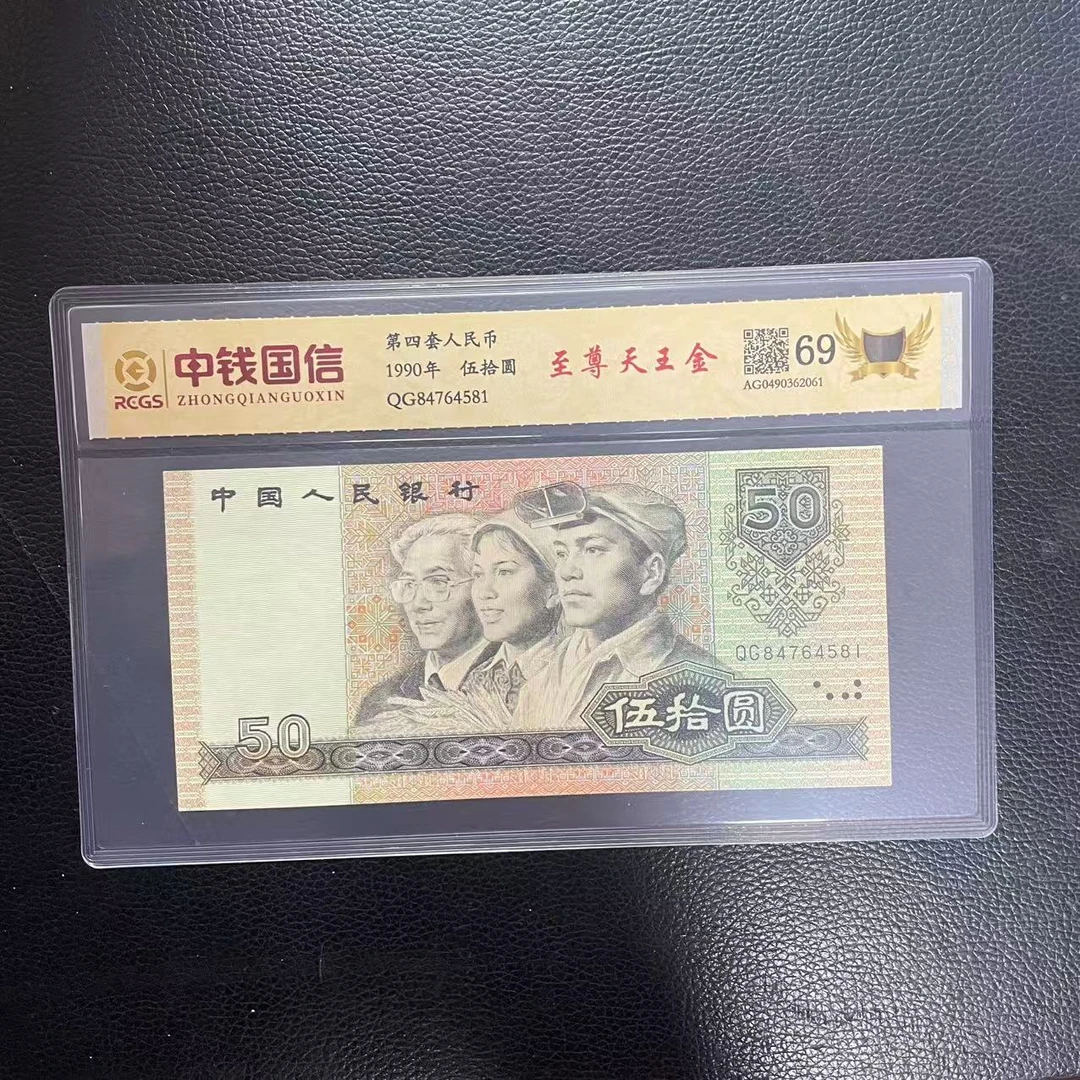 RCGS
中钱国信
ZHONGQIANGUOXIN
第四套人民币
1990年 伍拾圆
QG84764581
至尊天王金
69
AG0490362061
中国人民银行
50
QG84764581
伍拾圆
50